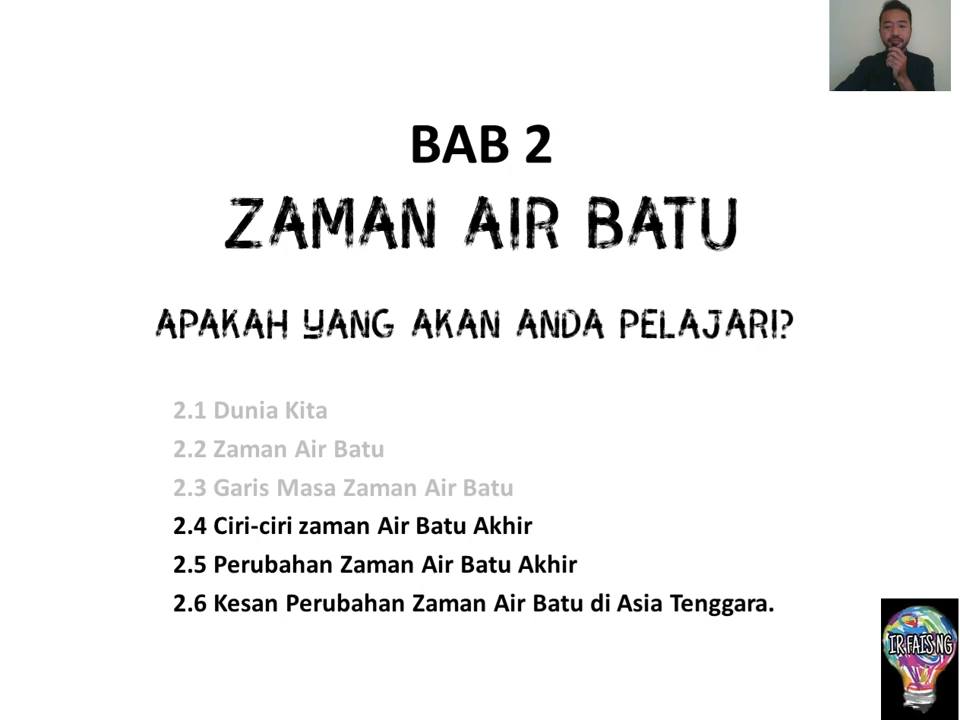 BAB 2
ZAMAN AIR BATU
APAKAH YANG AKAN ANDA PELAJARI?
2.1 Dunia Kita
2.2 Zaman Air Batu
2.3 Garis Masa Zaman Air Batu
2.4 Ciri-ciri zaman Air Batu Akhir
2.5 Perubahan Zaman Air Batu Akhir
2.6 Kesan Perubahan Zaman Air Batu di Asia Tenggara.
IR FAIS NG